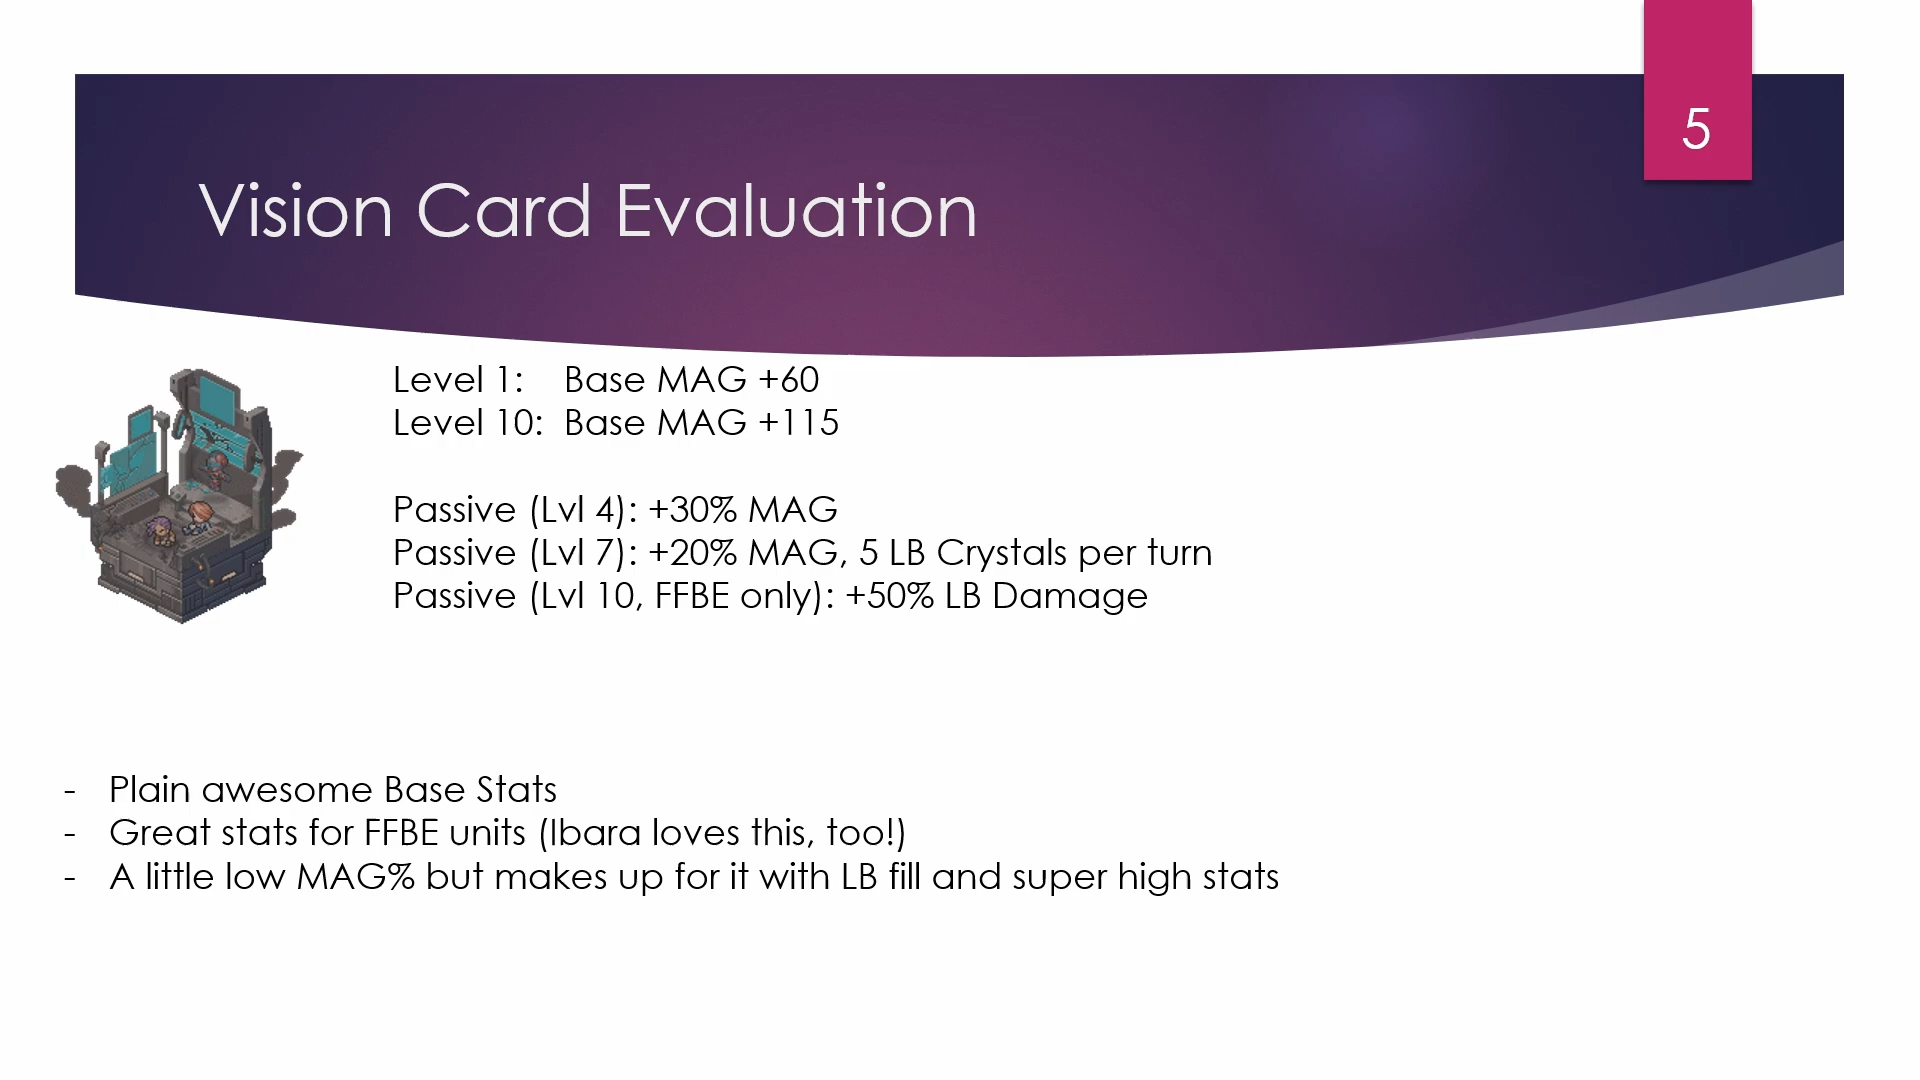 5
Vision Card Evaluation
Level 1: Base MAG +60
Level 10: Base MAG +115
Passive (Lvl 4): +30% MAG
Passive (Lvl 7): +20% MAG, 5 LB Crystals per turn
Passive (Lvl 10, FFBE only): +50% LB Damage
- Plain awesome Base Stats
- Great stats for FFBE units (Ibara loves this, too!)
- A little low MAG% but makes up for it with LB fill and super high stats